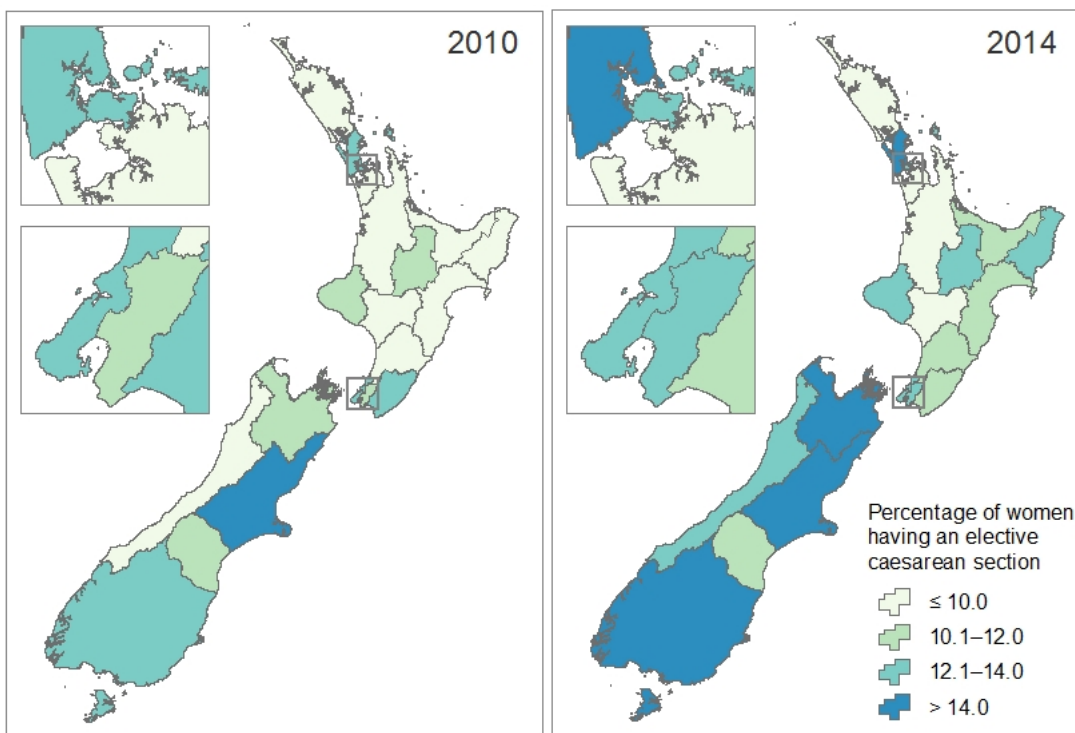 2010
2014
Percentage of women
having an elective
caesarean section
≤ 10.0
10.1–12.0
12.1–14.0
> 14.0